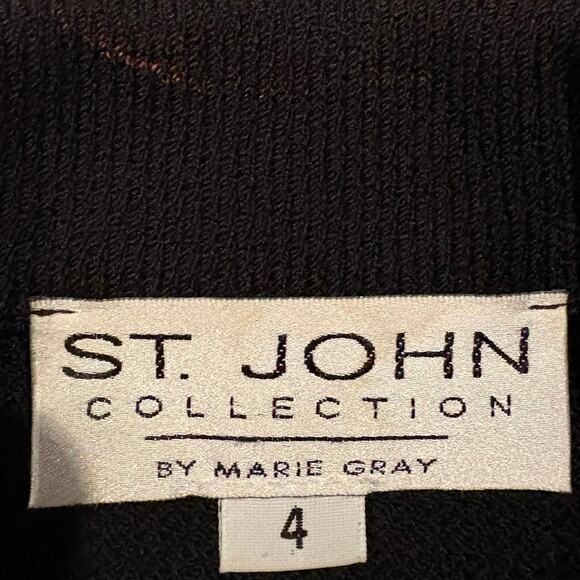 ST. JOHN
COLLECTION
BY MARIE GRAY
4